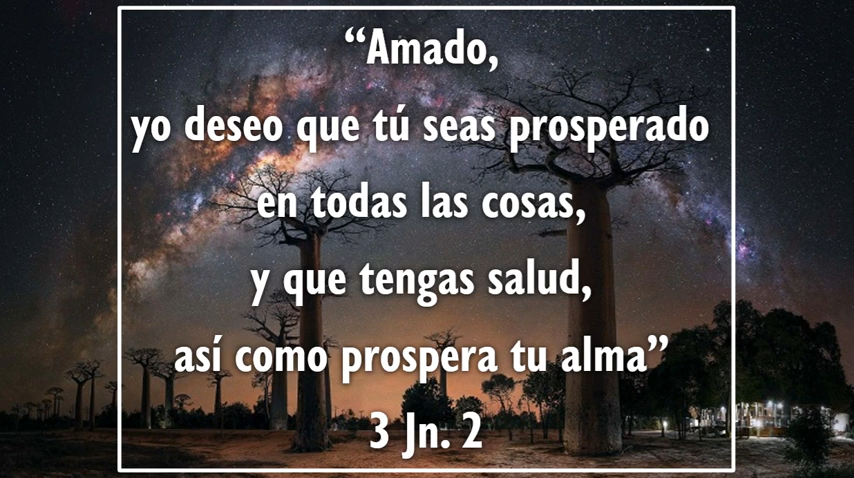 “Amado,
yo deseo que tú seas prosperado
en todas las cosas,
y que tengas salud,
así como prospera tu alma”
3 Jn. 2